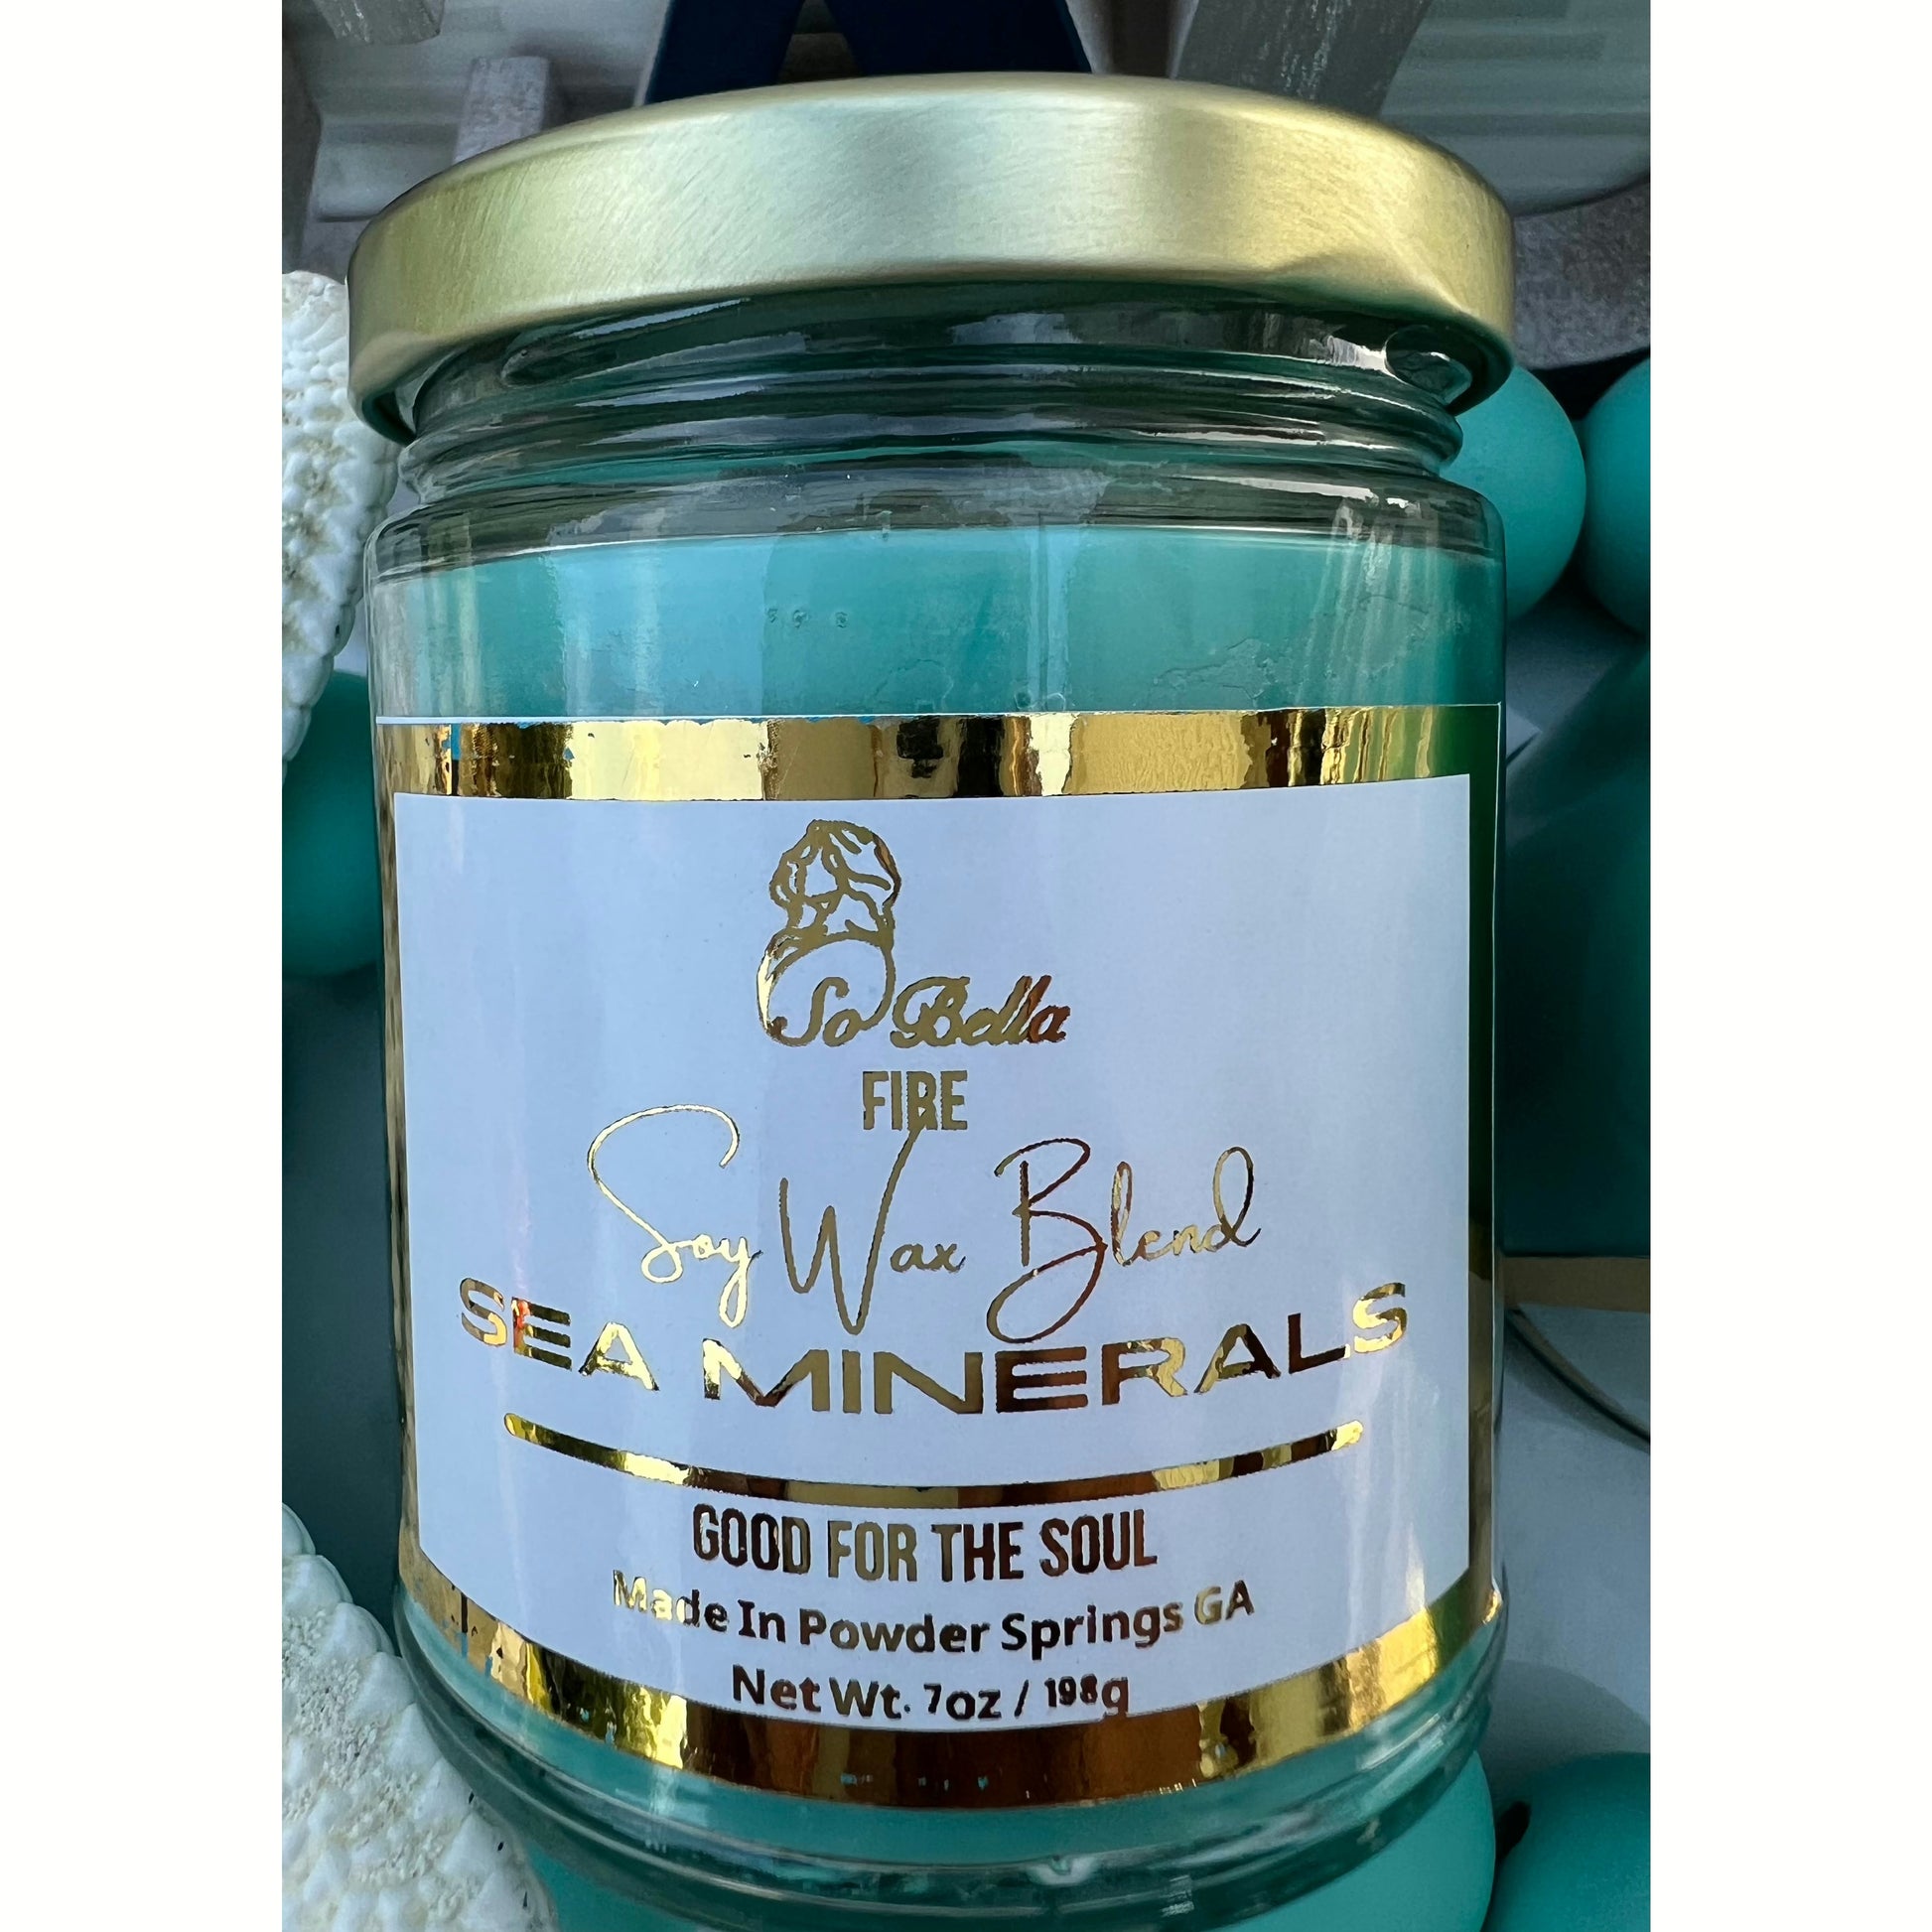 So Bella
FIRE
Soy Wax Blend
SEA MINERALS
GOOD FOR THE SOUL
Made In Powder Springs GA
Net Wt. 7oz / 198g